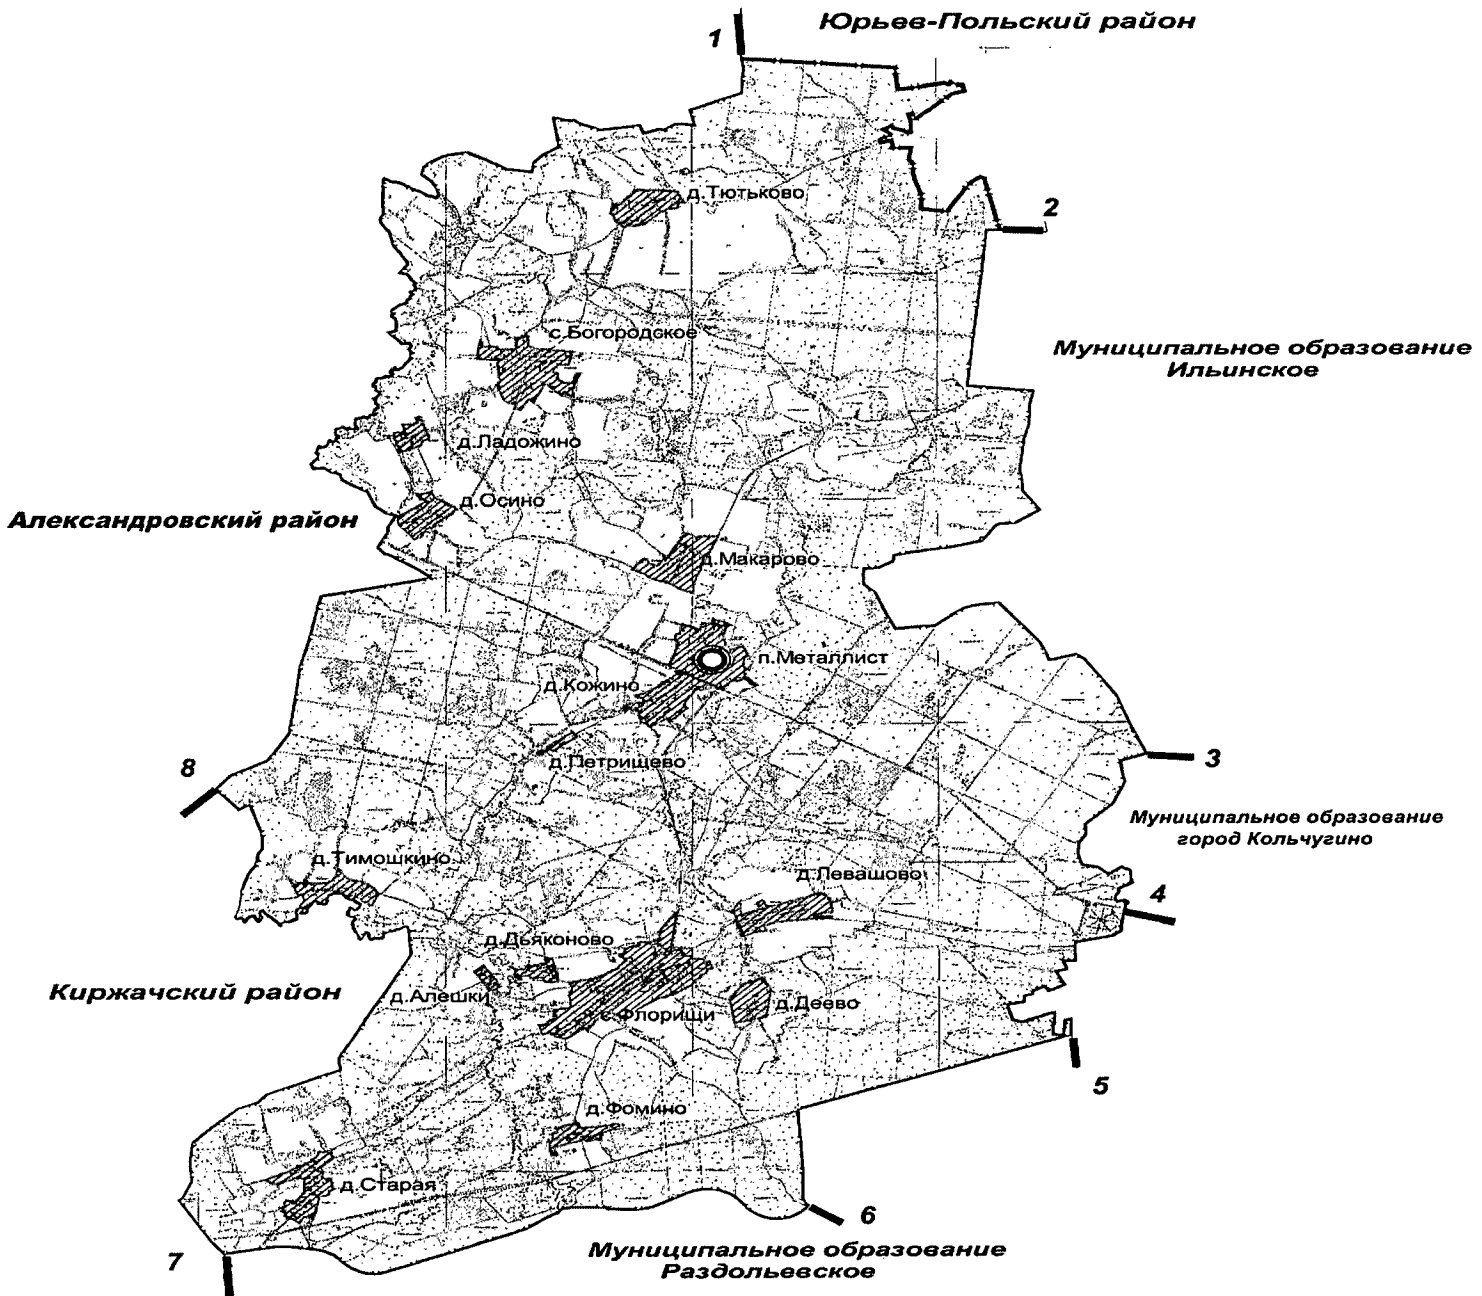 Юрьев-Польский район
1
д.Тютьково
2
с.Богородское
Муниципальное образование
Ильинское
д.Ладожино
д.Осино
Александровский район
д.Макарово
п.Металлист
д.Кожино
д.Петрищево
3
8
Муниципальное образование
город Кольчугино
д.Тимошкино
д.Левашово
4
д.Дьяконово
Киржачский район
д.Алешки
д.Деево
с.Флорищи
5
д.Фомино
д.Старая
6
7
Муниципальное образование
Раздольевское